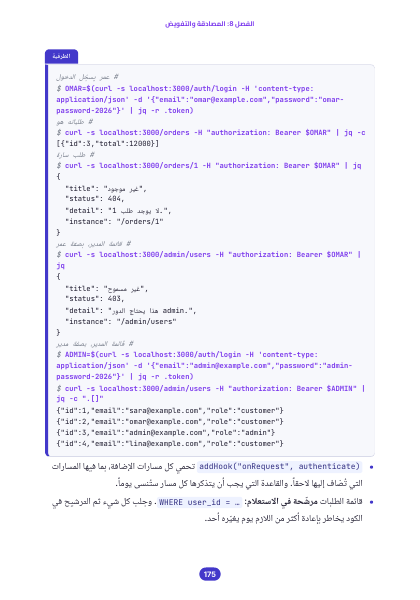 الفصل 8: المصادقة والتفويض
الطرفية
# عمر يسجّل الدخول
$ OMAR=$(curl -s localhost:3000/auth/login -H 'content-type:
application/json' -d '{"email":"omar@example.com","password":"omar-
password-2026"}' | jq -r .token)
# طلباته هو
$ curl -s localhost:3000/orders -H "authorization: Bearer $OMAR" | jq -c
[{"id":3,"total":12000}]
# طلب سارة
$ curl -s localhost:3000/orders/1 -H "authorization: Bearer $OMAR" | jq
{
"title": "غير موجود",
"status": 404,
"detail": "لا يوجد طلب 1.",
"instance": "/orders/1"
}
# قائمة المدير، بصفة عمر
$ curl -s localhost:3000/admin/users -H "authorization: Bearer $OMAR" |
jq
{
"title": "غير مسموح",
"status": 403,
"detail": "هذا يحتاج الدور admin.",
"instance": "/admin/users"
}
# قائمة المدير، بصفة مدير
$ ADMIN=$(curl -s localhost:3000/auth/login -H 'content-type:
application/json' -d '{"email":"admin@example.com","password":"admin-
password-2026"}' | jq -r .token)
$ curl -s localhost:3000/admin/users -H "authorization: Bearer $ADMIN" |
jq -c ".[]"
{"id":1,"email":"sara@example.com","role":"customer"}
{"id":2,"email":"omar@example.com","role":"customer"}
{"id":3,"email":"admin@example.com","role":"admin"}
{"id":4,"email":"lina@example.com","role":"customer"}
• addHook("onRequest", authenticate) تحمي كل مسارات الإضافة، بما فيها المسارات
التي تُضاف إليها لاحقاً. والقاعدة التي يجب أن يتذكرها كل مسار ستُنسى يوماً.
• قائمة الطلبات مرشّحة في الاستعلام: WHERE user_id = … . وجلب كل شيء ثم الترشيح في
الكود يخاطر بإعادة أكثر من اللازم يوم يغيّره أحد.
175